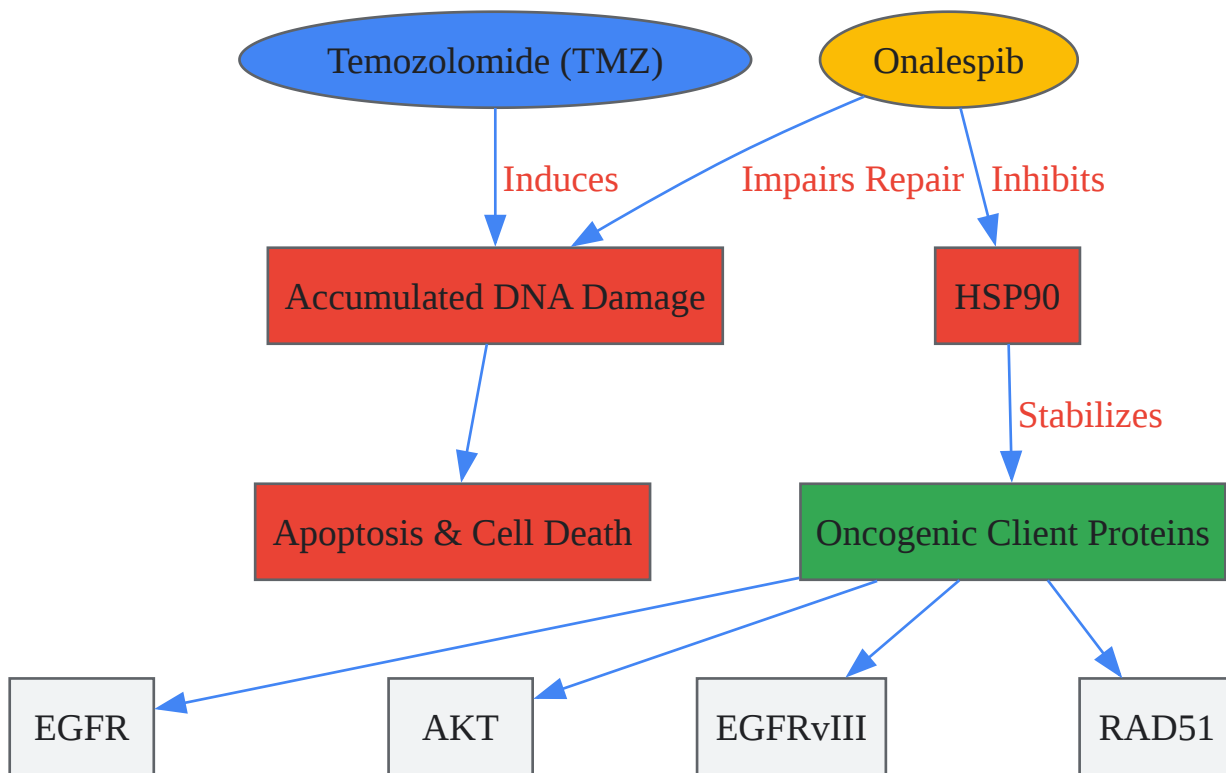 Temozolomide (TMZ)
Onalespib
Induces
Impairs Repair
Inhibits
Accumulated DNA Damage
HSP90
Stabilizes
Apoptosis & Cell Death
Oncogenic Client Proteins
EGFR
AKT
EGFRvIII
RAD51